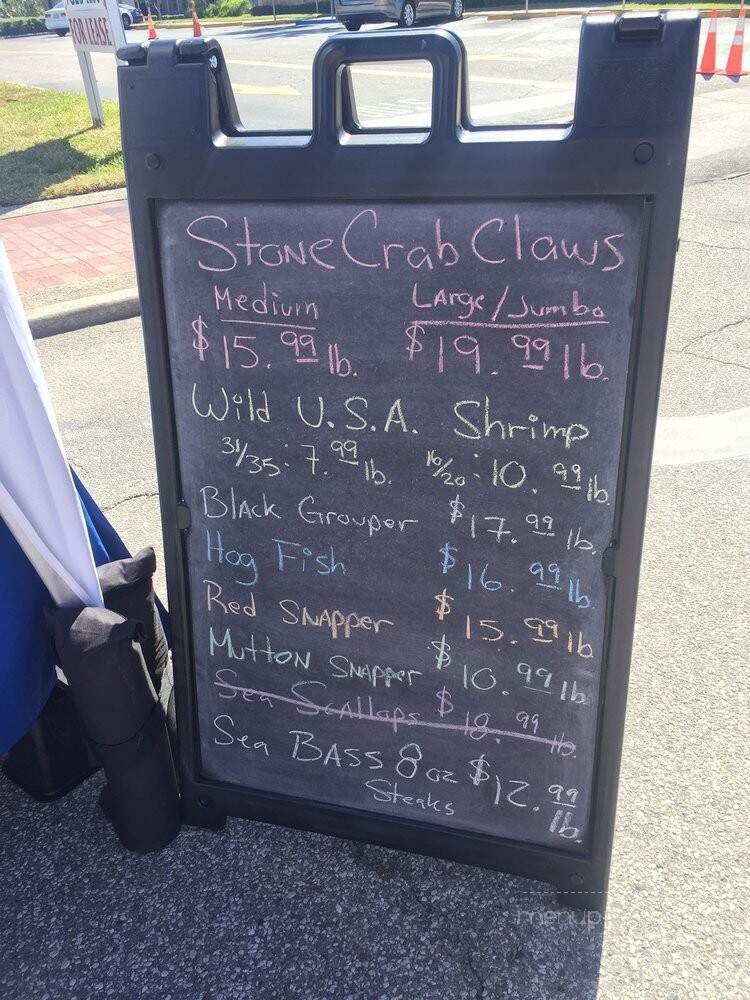 FOR LEASE
Stone Crab Claws
Medium Large/Jumbo
$15.99 lb. $19.99 lb.
Wild U.S.A. Shrimp
31/35: 7.99 lb. 16/20: 10.99 lb.
Black Grouper $17.99 lb.
Hog Fish $16.99 lb
Red Snapper $15.99 lb
Mutton Snapper $10.99 lb
Sea Scallops $18.99 lb.
Sea Bass 8oz $12.99 lb.
Steaks
menupix